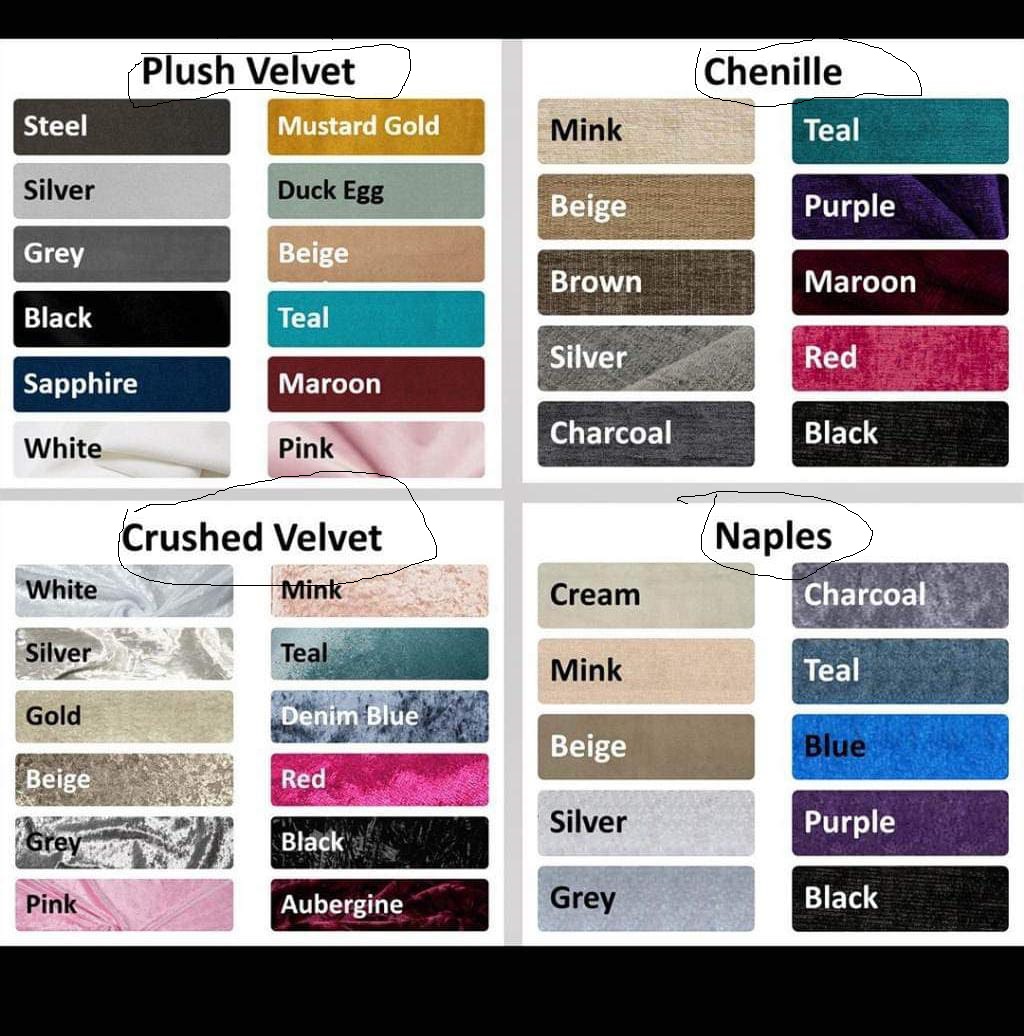 Plush Velvet
Steel
Mustard Gold
Silver
Duck Egg
Grey
Beige
Black
Teal
Sapphire
Maroon
White
Pink
Chenille
Mink
Teal
Beige
Purple
Brown
Maroon
Silver
Red
Charcoal
Black
Crushed Velvet
White
Mink
Silver
Teal
Gold
Denim Blue
Beige
Red
Grey
Black
Pink
Aubergine
Naples
Cream
Charcoal
Mink
Teal
Beige
Blue
Silver
Purple
Grey
Black